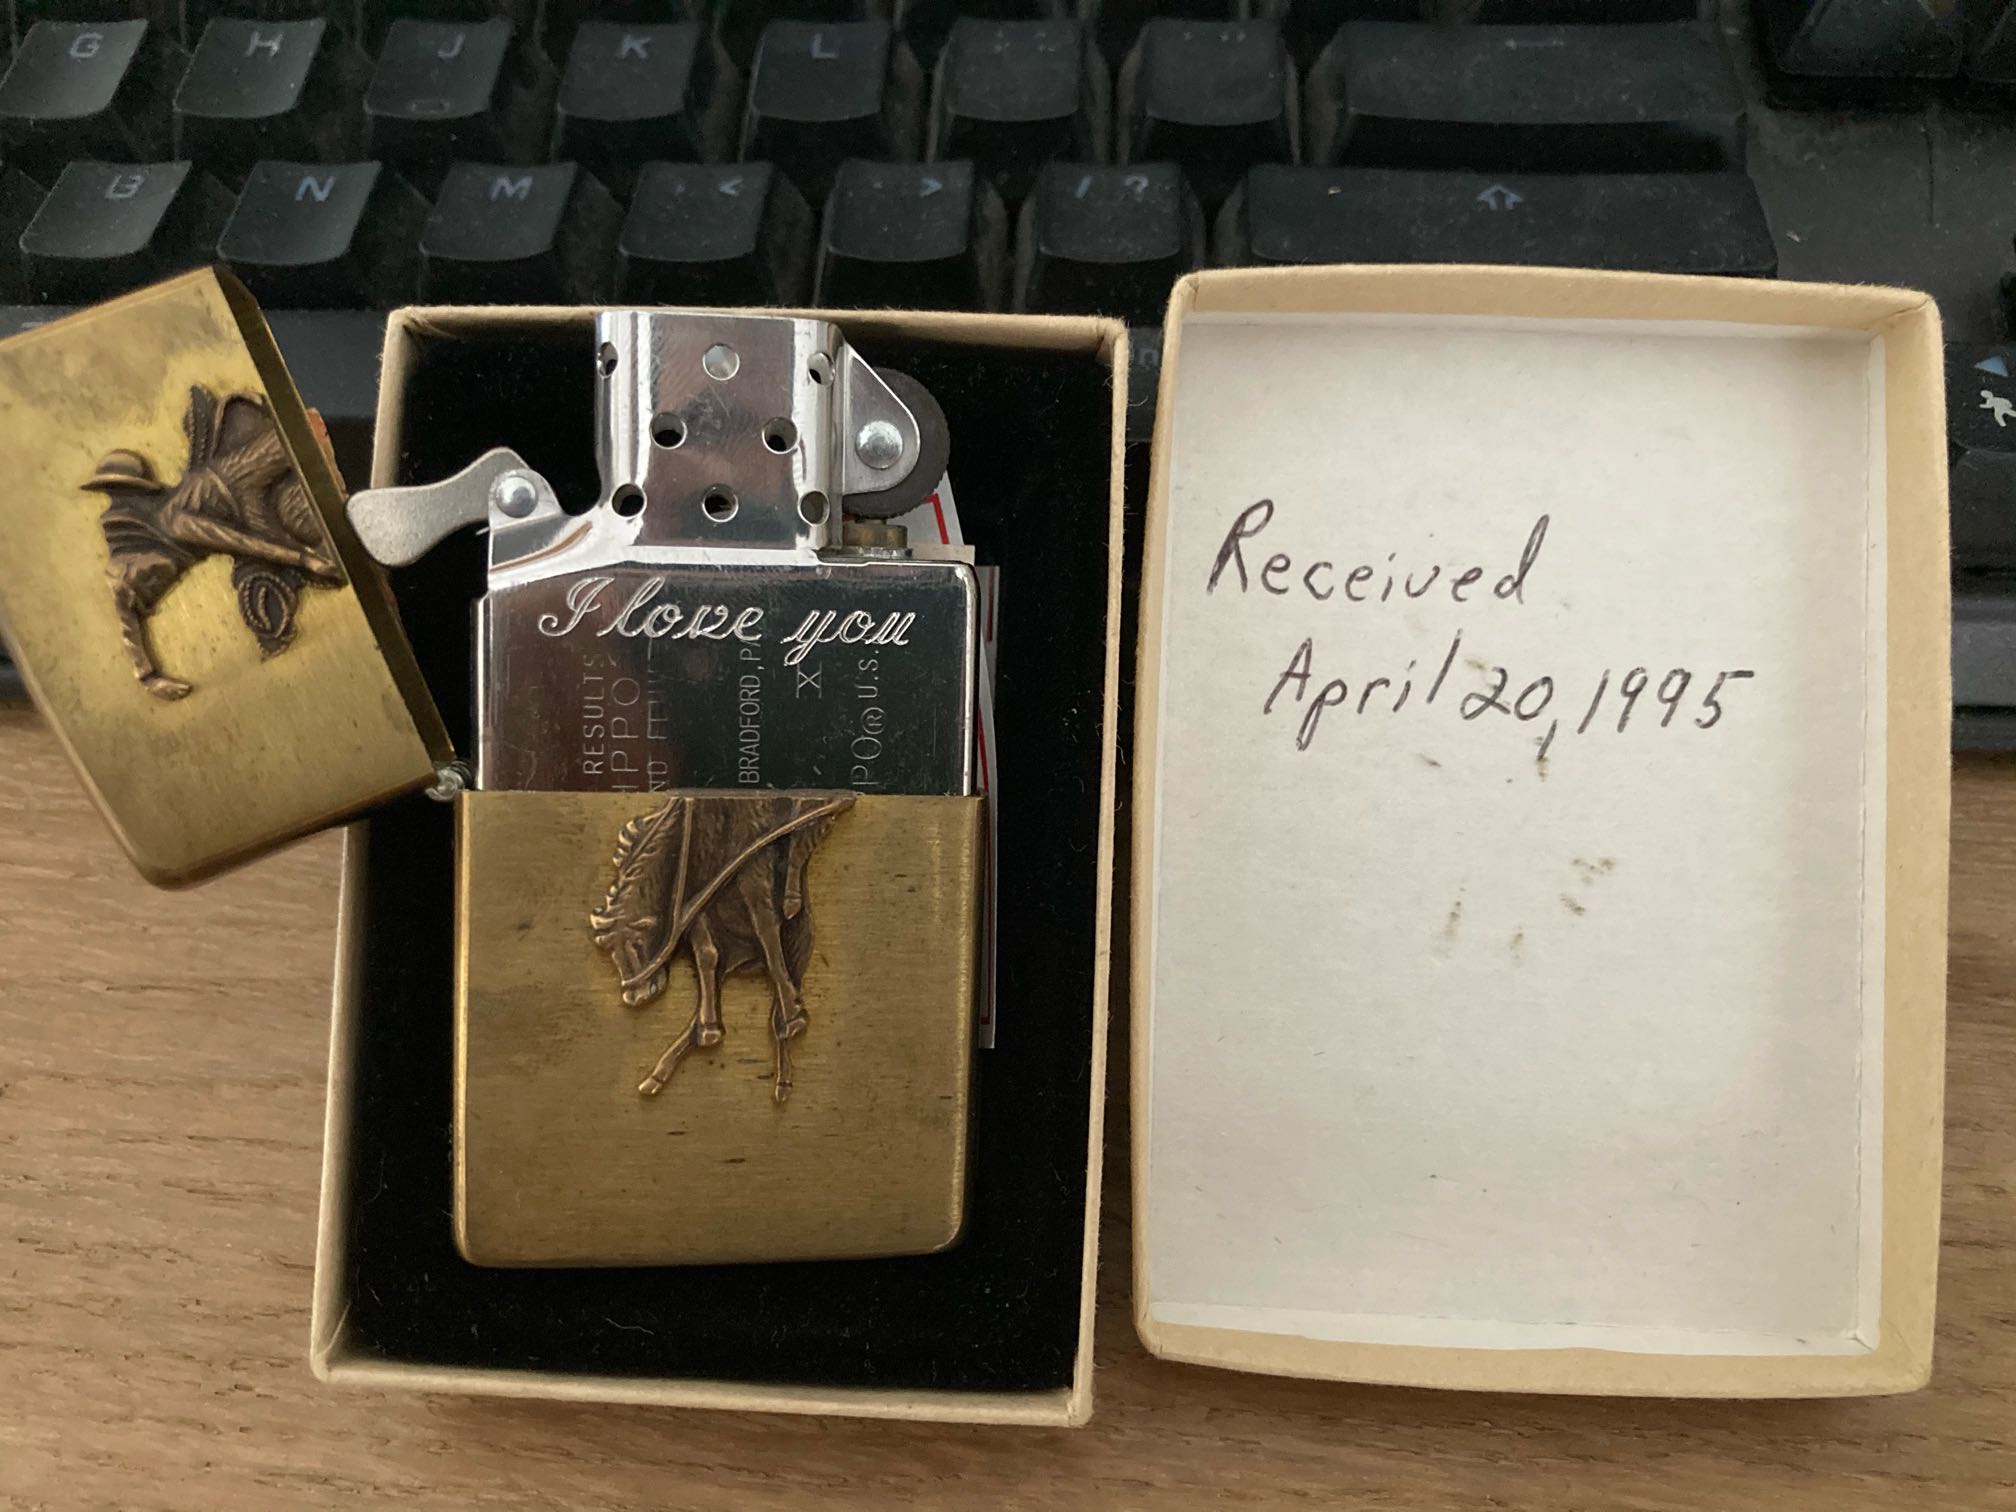 G H J K L
B N M < > / ?
I love you
RESULTS
BRADFORD, PA
X
U.S.
Received
April 20, 1995